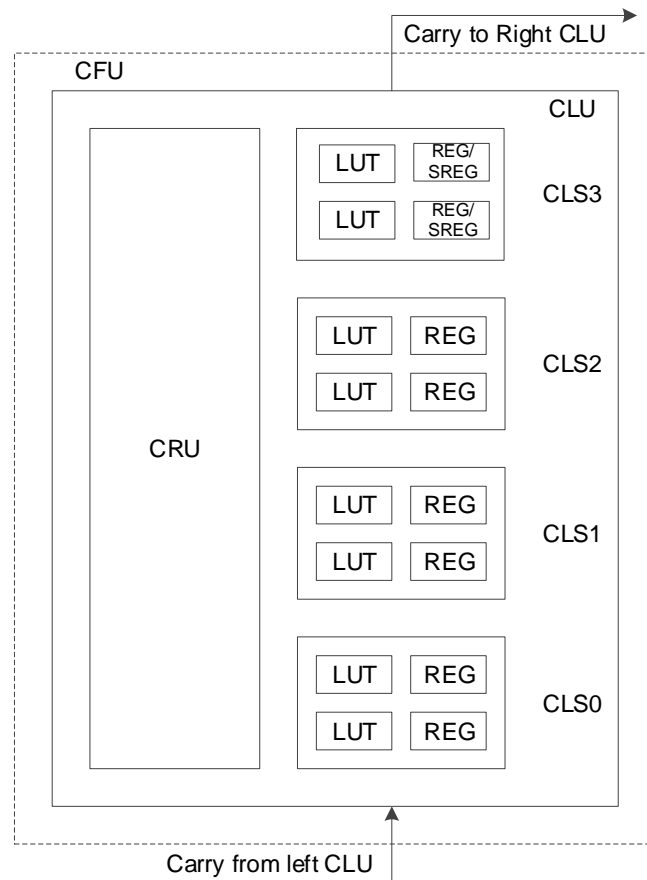 Carry to Right CLU
CFU
CLU
LUT REG/
SREG
CLS3
LUT REG/
SREG
LUT REG
CLS2
LUT REG
CRU
LUT REG
CLS1
LUT REG
LUT REG
CLS0
LUT REG
Carry from left CLU